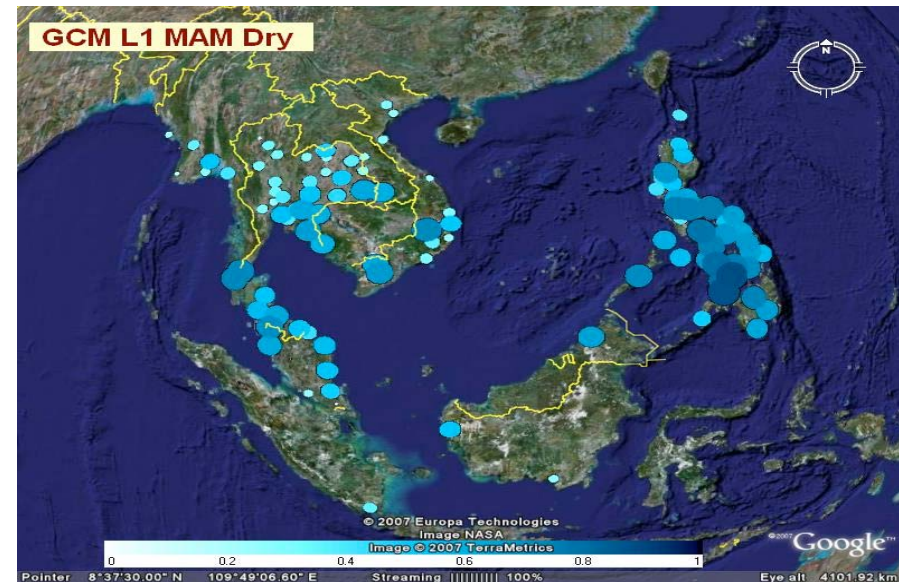 GCM L1 MAM Dry
N
© 2007 Europa Technologies
Image NASA
Image © 2007 TerraMetrics
©2007 Google™
0 0.2 0.4 0.6 0.8 1
Pointer 8°37'30.00" N 109°49'06.60" E Streaming |||||||||| 100% Eye alt 4101.92 km